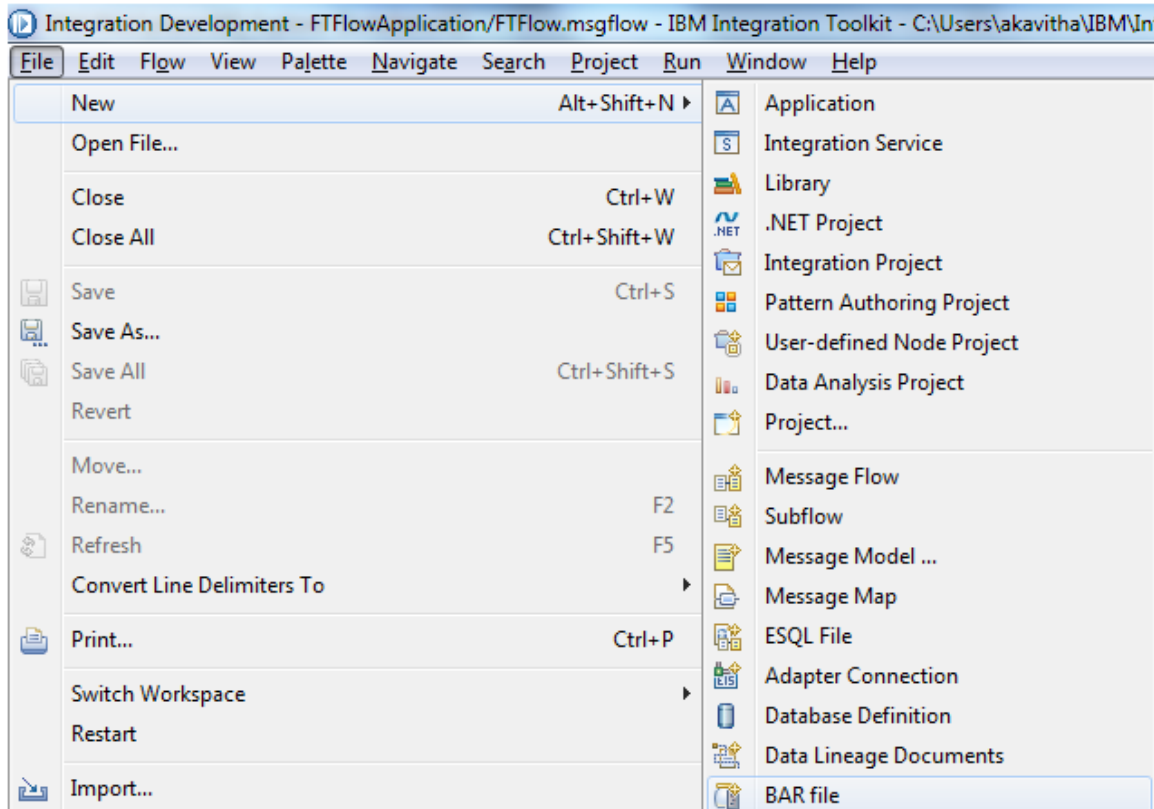 Integration Development - FTFlowApplication/FTFlow.msgflow - IBM Integration Toolkit - C:\Users\akavitha\IBM\In
File Edit Flow View Palette Navigate Search Project Run Window Help
New Alt+Shift+N
Open File...
Close Ctrl+W
Close All Ctrl+Shift+W
Save Ctrl+S
Save As...
Save All Ctrl+Shift+S
Revert
Move...
Rename... F2
Refresh F5
Convert Line Delimiters To
Print... Ctrl+P
Switch Workspace
Restart
Import...
Application
Integration Service
Library
.NET Project
Integration Project
Pattern Authoring Project
User-defined Node Project
Data Analysis Project
Project...
Message Flow
Subflow
Message Model ...
Message Map
ESQL File
Adapter Connection
Database Definition
Data Lineage Documents
BAR file